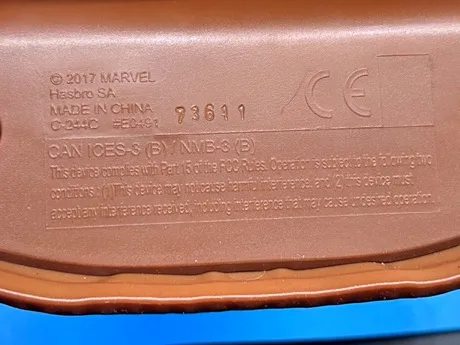 © 2017 MARVEL
Hasbro SA
MADE IN CHINA 73611
C-044C #E0491
CE
CAN ICES-3 (B) / NMB-3 (B)
This device complies with Part 15 of the FCC Rules. Operation is subject to the following two
conditions : (1) This device may not cause harmful interference, and (2) this device must
accept any interference received, including interference that may cause undesired operation.